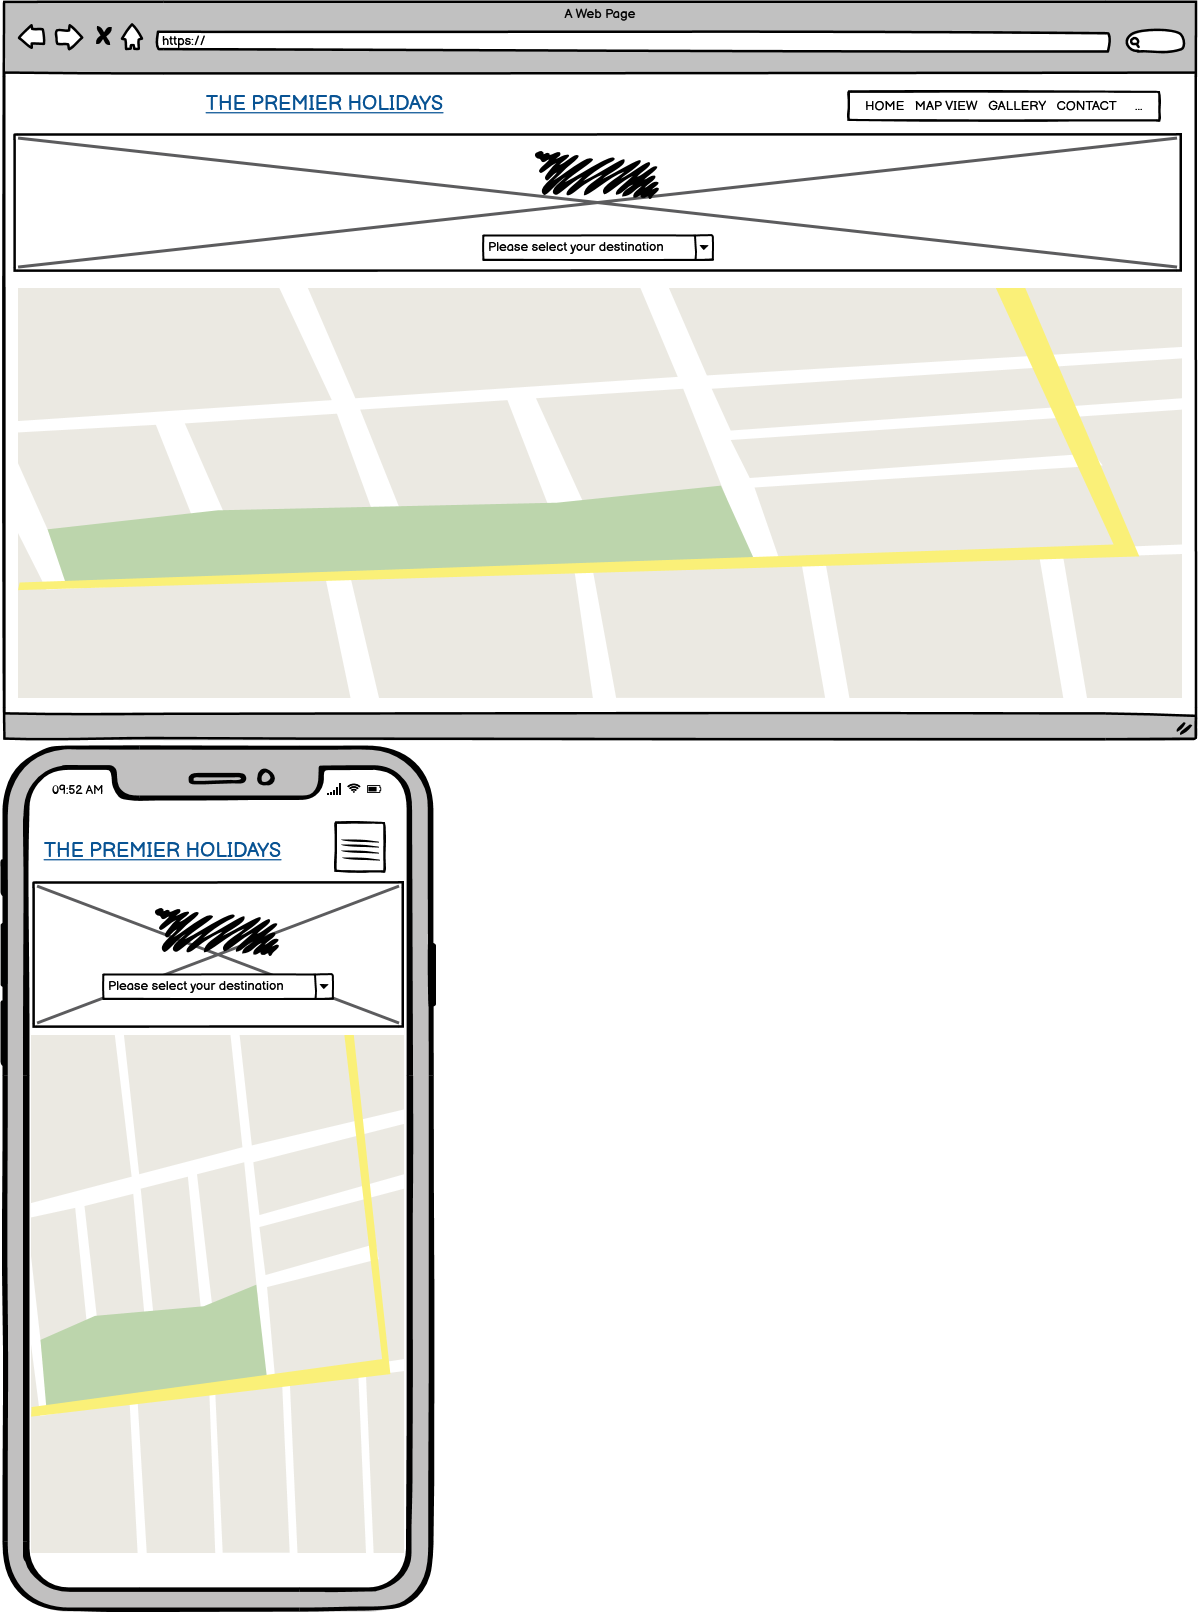 A Web Page
https://
THE PREMIER HOLIDAYS
HOME MAP VIEW GALLERY CONTACT ...
Please select your destination
09:52 AM
THE PREMIER HOLIDAYS
Please select your destination